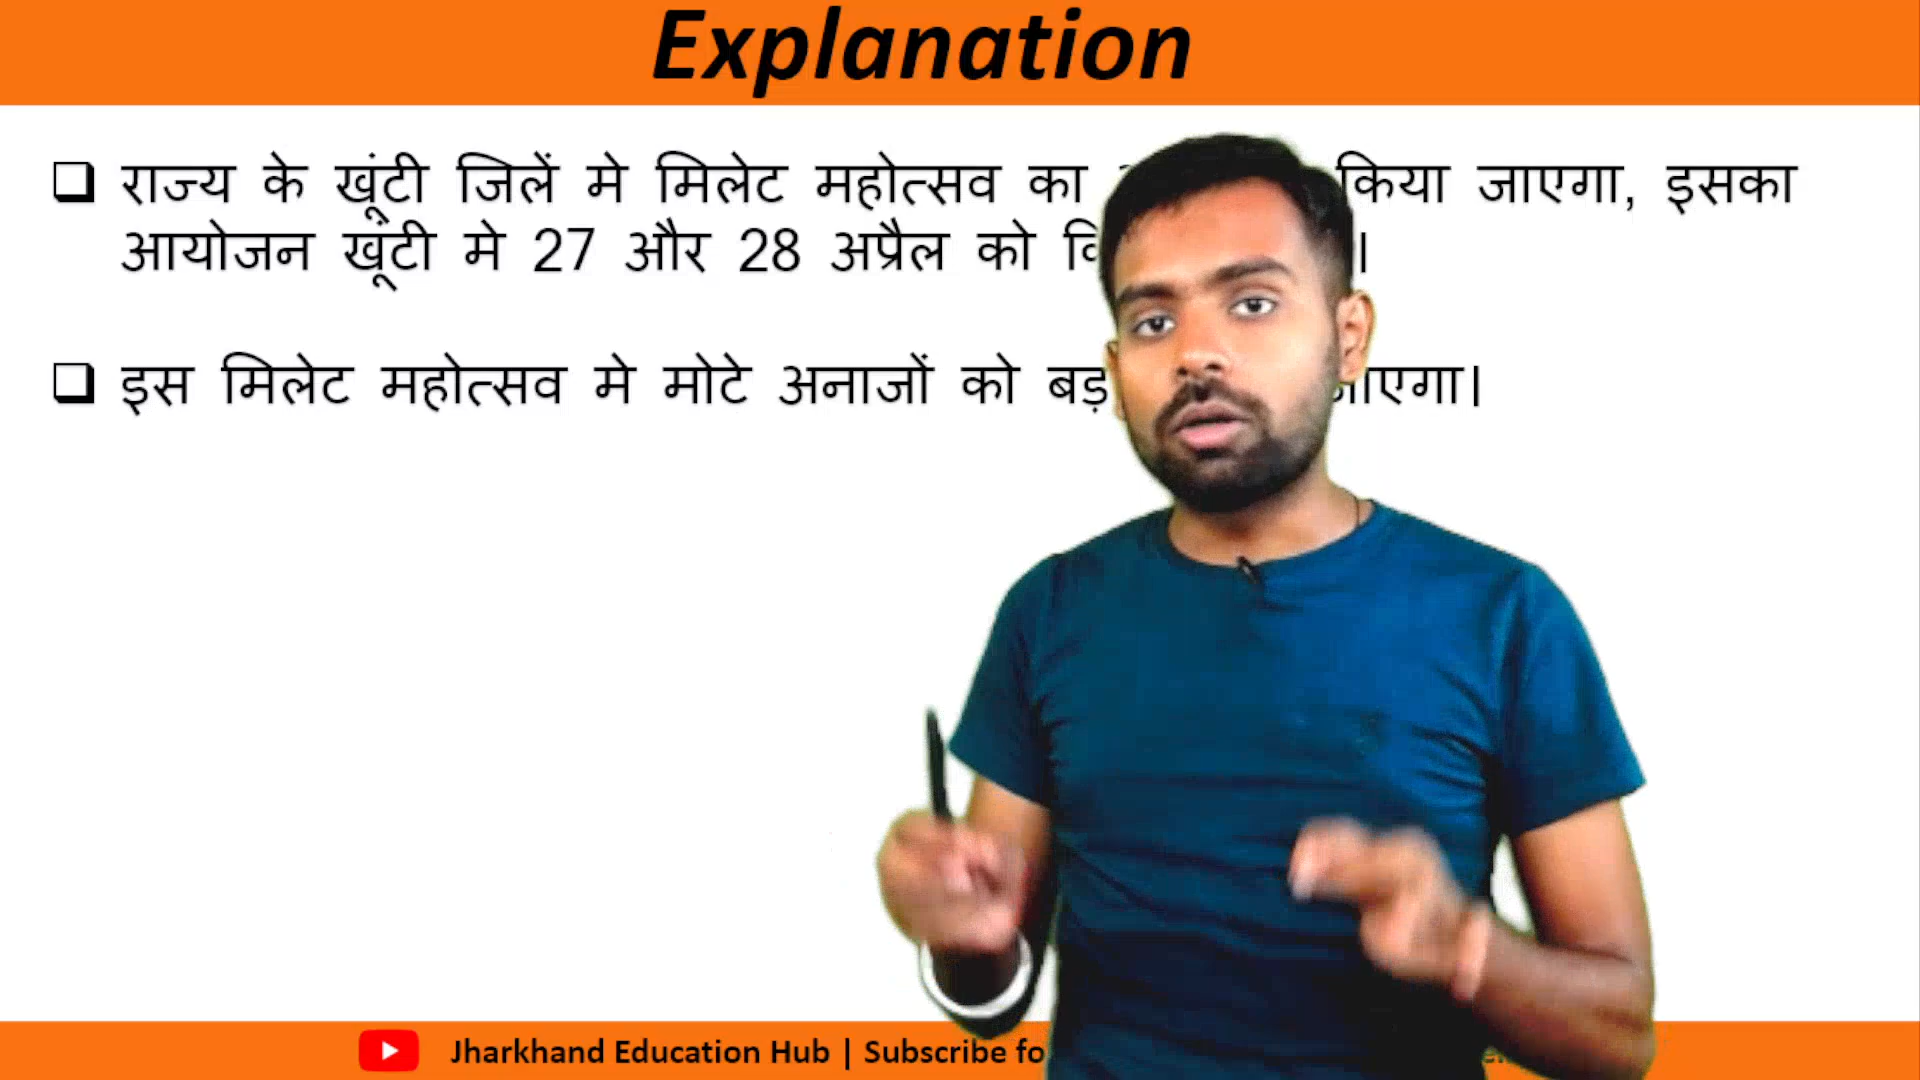 Explanation
राज्य के खूंटी जिलें मे मिलेट महोत्सव का किया जाएगा, इसका
आयोजन खूंटी मे 27 और 28 अप्रैल को
इस मिलेट महोत्सव मे मोटे अनाजों को
Jharkhand Education Hub | Subscribe